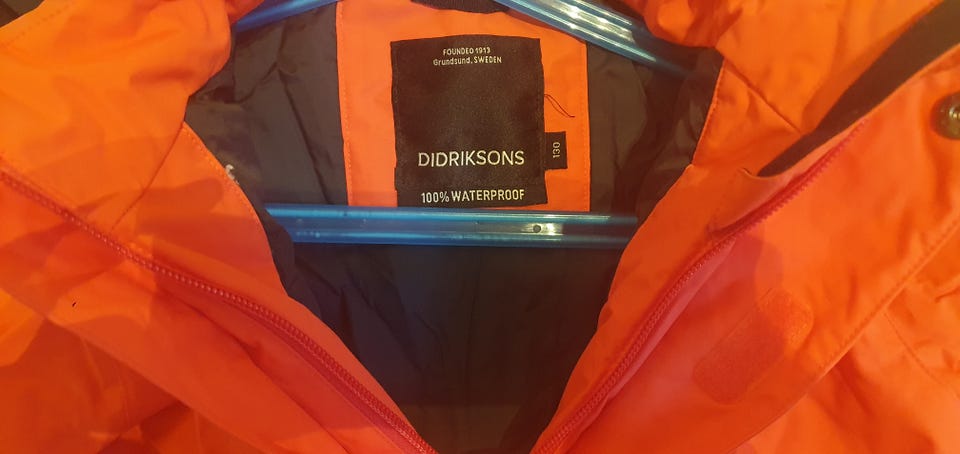 FOUNDED 1913
Grundsund, SWEDEN
DIDRIKSONS
130
100% WATERPROOF